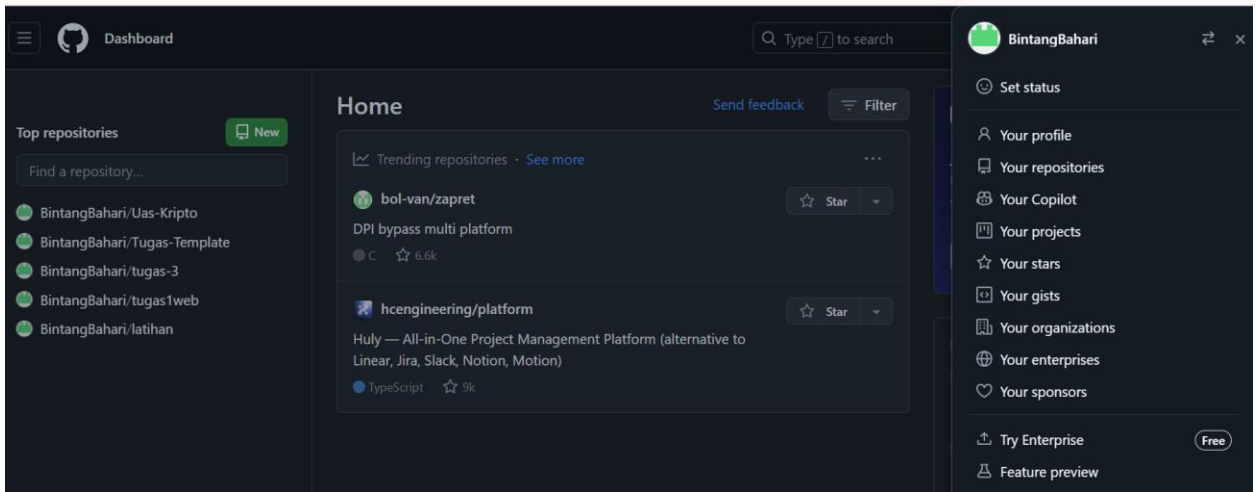 Dashboard
Type / to search
Top repositories
New
Find a repository...
BintangBahari/Uas-Kripto
BintangBahari/Tugas-Template
BintangBahari/tugas-3
BintangBahari/tugas1web
BintangBahari/latihan
Home
Send feedback
Filter
Trending repositories · See more
bol-van/zapret
Star
DPI bypass multi platform
C 6.6k
hcengineering/platform
Star
Huly — All-in-One Project Management Platform (alternative to
Linear, Jira, Slack, Notion, Motion)
TypeScript 9k
BintangBahari
Set status
Your profile
Your repositories
Your Copilot
Your projects
Your stars
Your gists
Your organizations
Your enterprises
Your sponsors
Try Enterprise Free
Feature preview